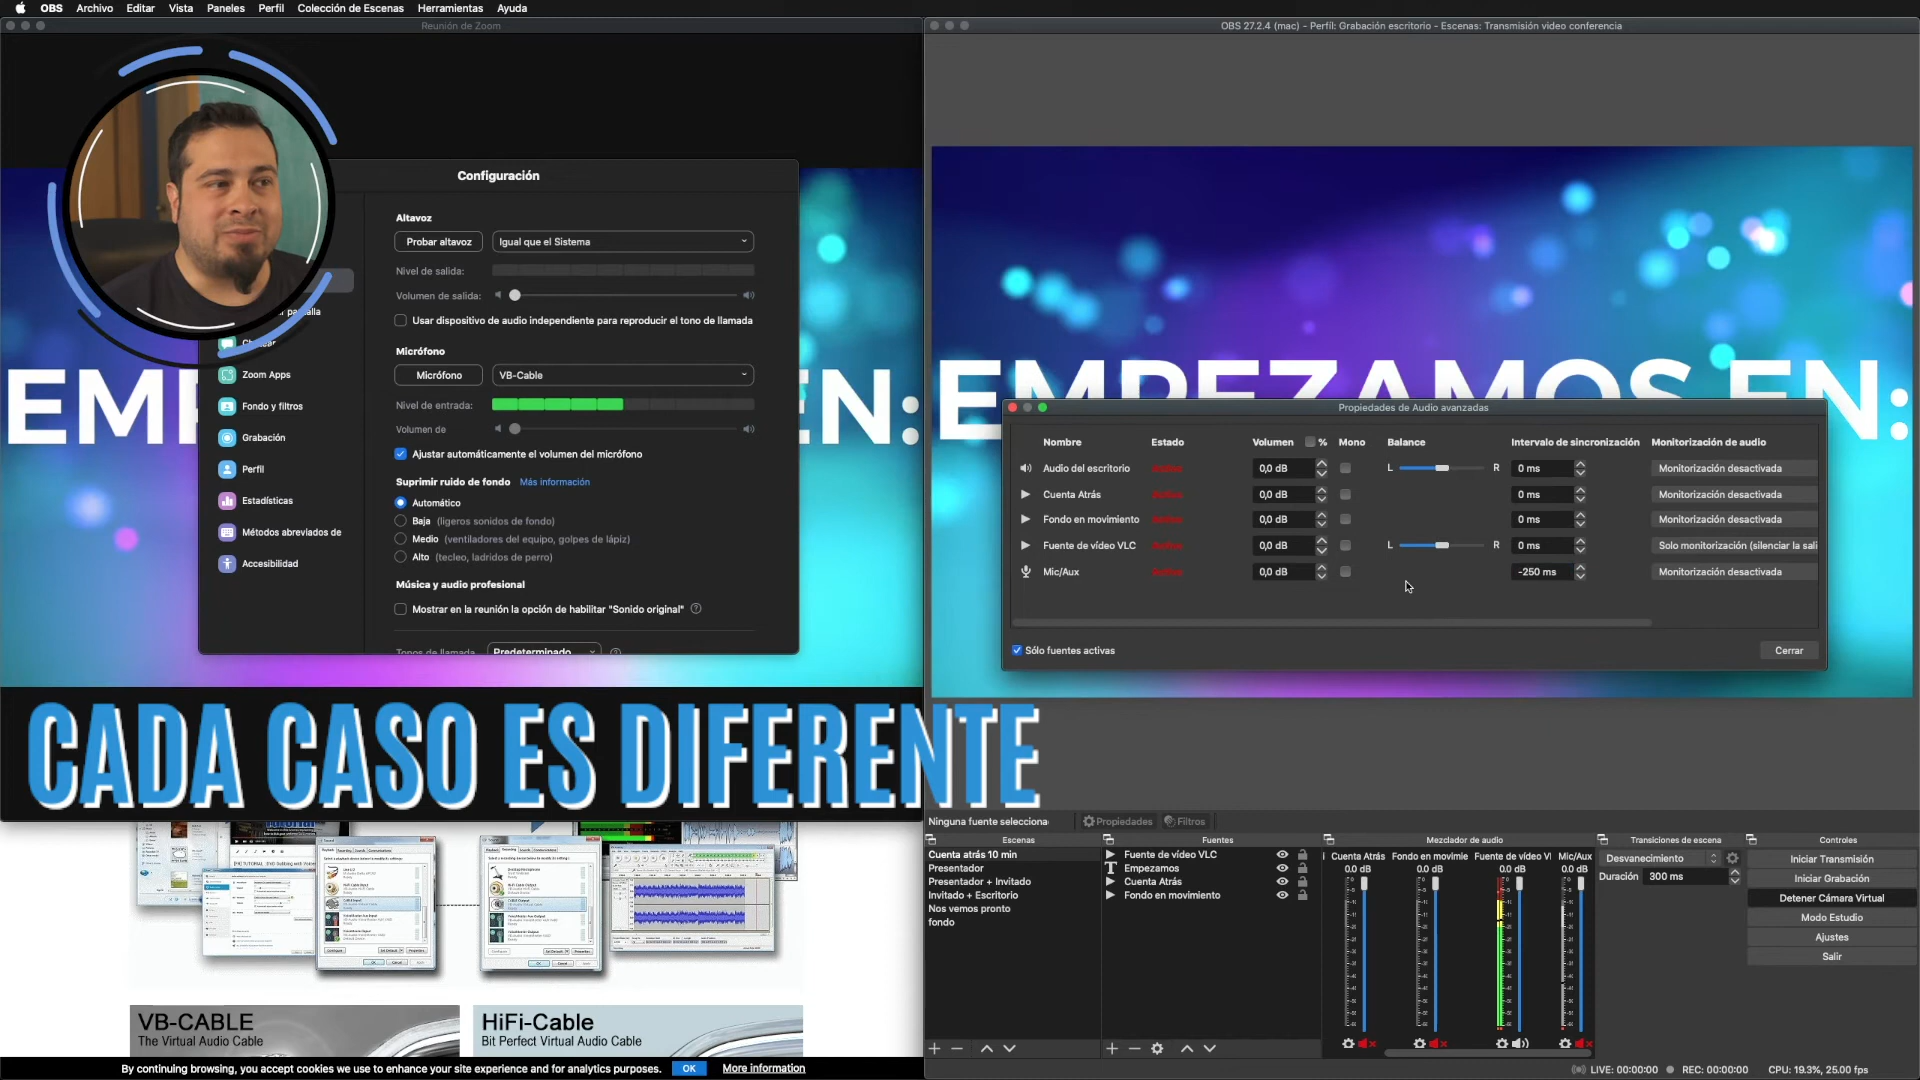 OBS Archivo Editar Vista Paneles Perfil Colección de Escenas Herramientas Ayuda
Reunión de Zoom
Configuración
Altavoz
Probar altavoz Igual que el Sistema
Nivel de salida:
Volumen de salida:
Usar dispositivo de audio independiente para reproducir el tono de llamada
Micrófono
Micrófono VB-Cable
Nivel de entrada:
Volumen de
Ajustar automáticamente el volumen del micrófono
Suprimir ruido de fondo Más información
Automático
Baja (ligeros sonidos de fondo)
Medio (ventiladores del equipo, golpes de lápiz)
Alto (tecleo, ladridos de perro)
Música y audio profesional
Mostrar en la reunión la opción de habilitar "Sonido original"
Tonos de llamada Predeterminado
Zoom Apps
Fondo y filtros
Grabación
Perfil
Estadísticas
Métodos abreviados de
Accesibilidad
EMP EN:
CADA CASO ES DIFERENTE
VB-CABLE
The Virtual Audio Cable
HiFi-Cable
Bit Perfect Virtual Audio Cable
By continuing browsing, you accept cookies we use to enhance your site experience and for analytics purposes. OK More information
OBS 27.2.4 (mac) - Perfil: Grabación escritorio - Escenas: Transmisión video conferencia
EMPEZAMOS EN:
Propiedades de Audio avanzadas
Nombre Estado Volumen % Mono Balance Intervalo de sincronización Monitorización de audio
Audio del escritorio 0,0 dB L R 0 ms Monitorización desactivada
Cuenta Atrás 0,0 dB 0 ms Monitorización desactivada
Fondo en movimiento 0,0 dB 0 ms Monitorización desactivada
Fuente de vídeo VLC 0,0 dB L R 0 ms Solo monitorización (silenciar la sali
Mic/Aux 0,0 dB -250 ms Monitorización desactivada
Sólo fuentes activas Cerrar
Ninguna fuente selecciona Propiedades Filtros
Escenas
Cuenta atrás 10 min
Presentador
Presentador + Invitado
Invitado + Escritorio
Nos vemos pronto
fondo
Fuentes
Fuente de vídeo VLC
Empezamos
Cuenta Atrás
Fondo en movimiento
Mezclador de audio
Cuenta Atrás Fondo en movimie Fuente de vídeo VI Mic/Aux
0.0 dB 0.0 dB 0.0 dB 0.0 dB
Transiciones de escena
Desvanecimiento
Duración 300 ms
Controles
Iniciar Transmisión
Iniciar Grabación
Detener Cámara Virtual
Modo Estudio
Ajustes
Salir
LIVE: 00:00:00 REC: 00:00:00 CPU: 19.3%, 25.00 fps